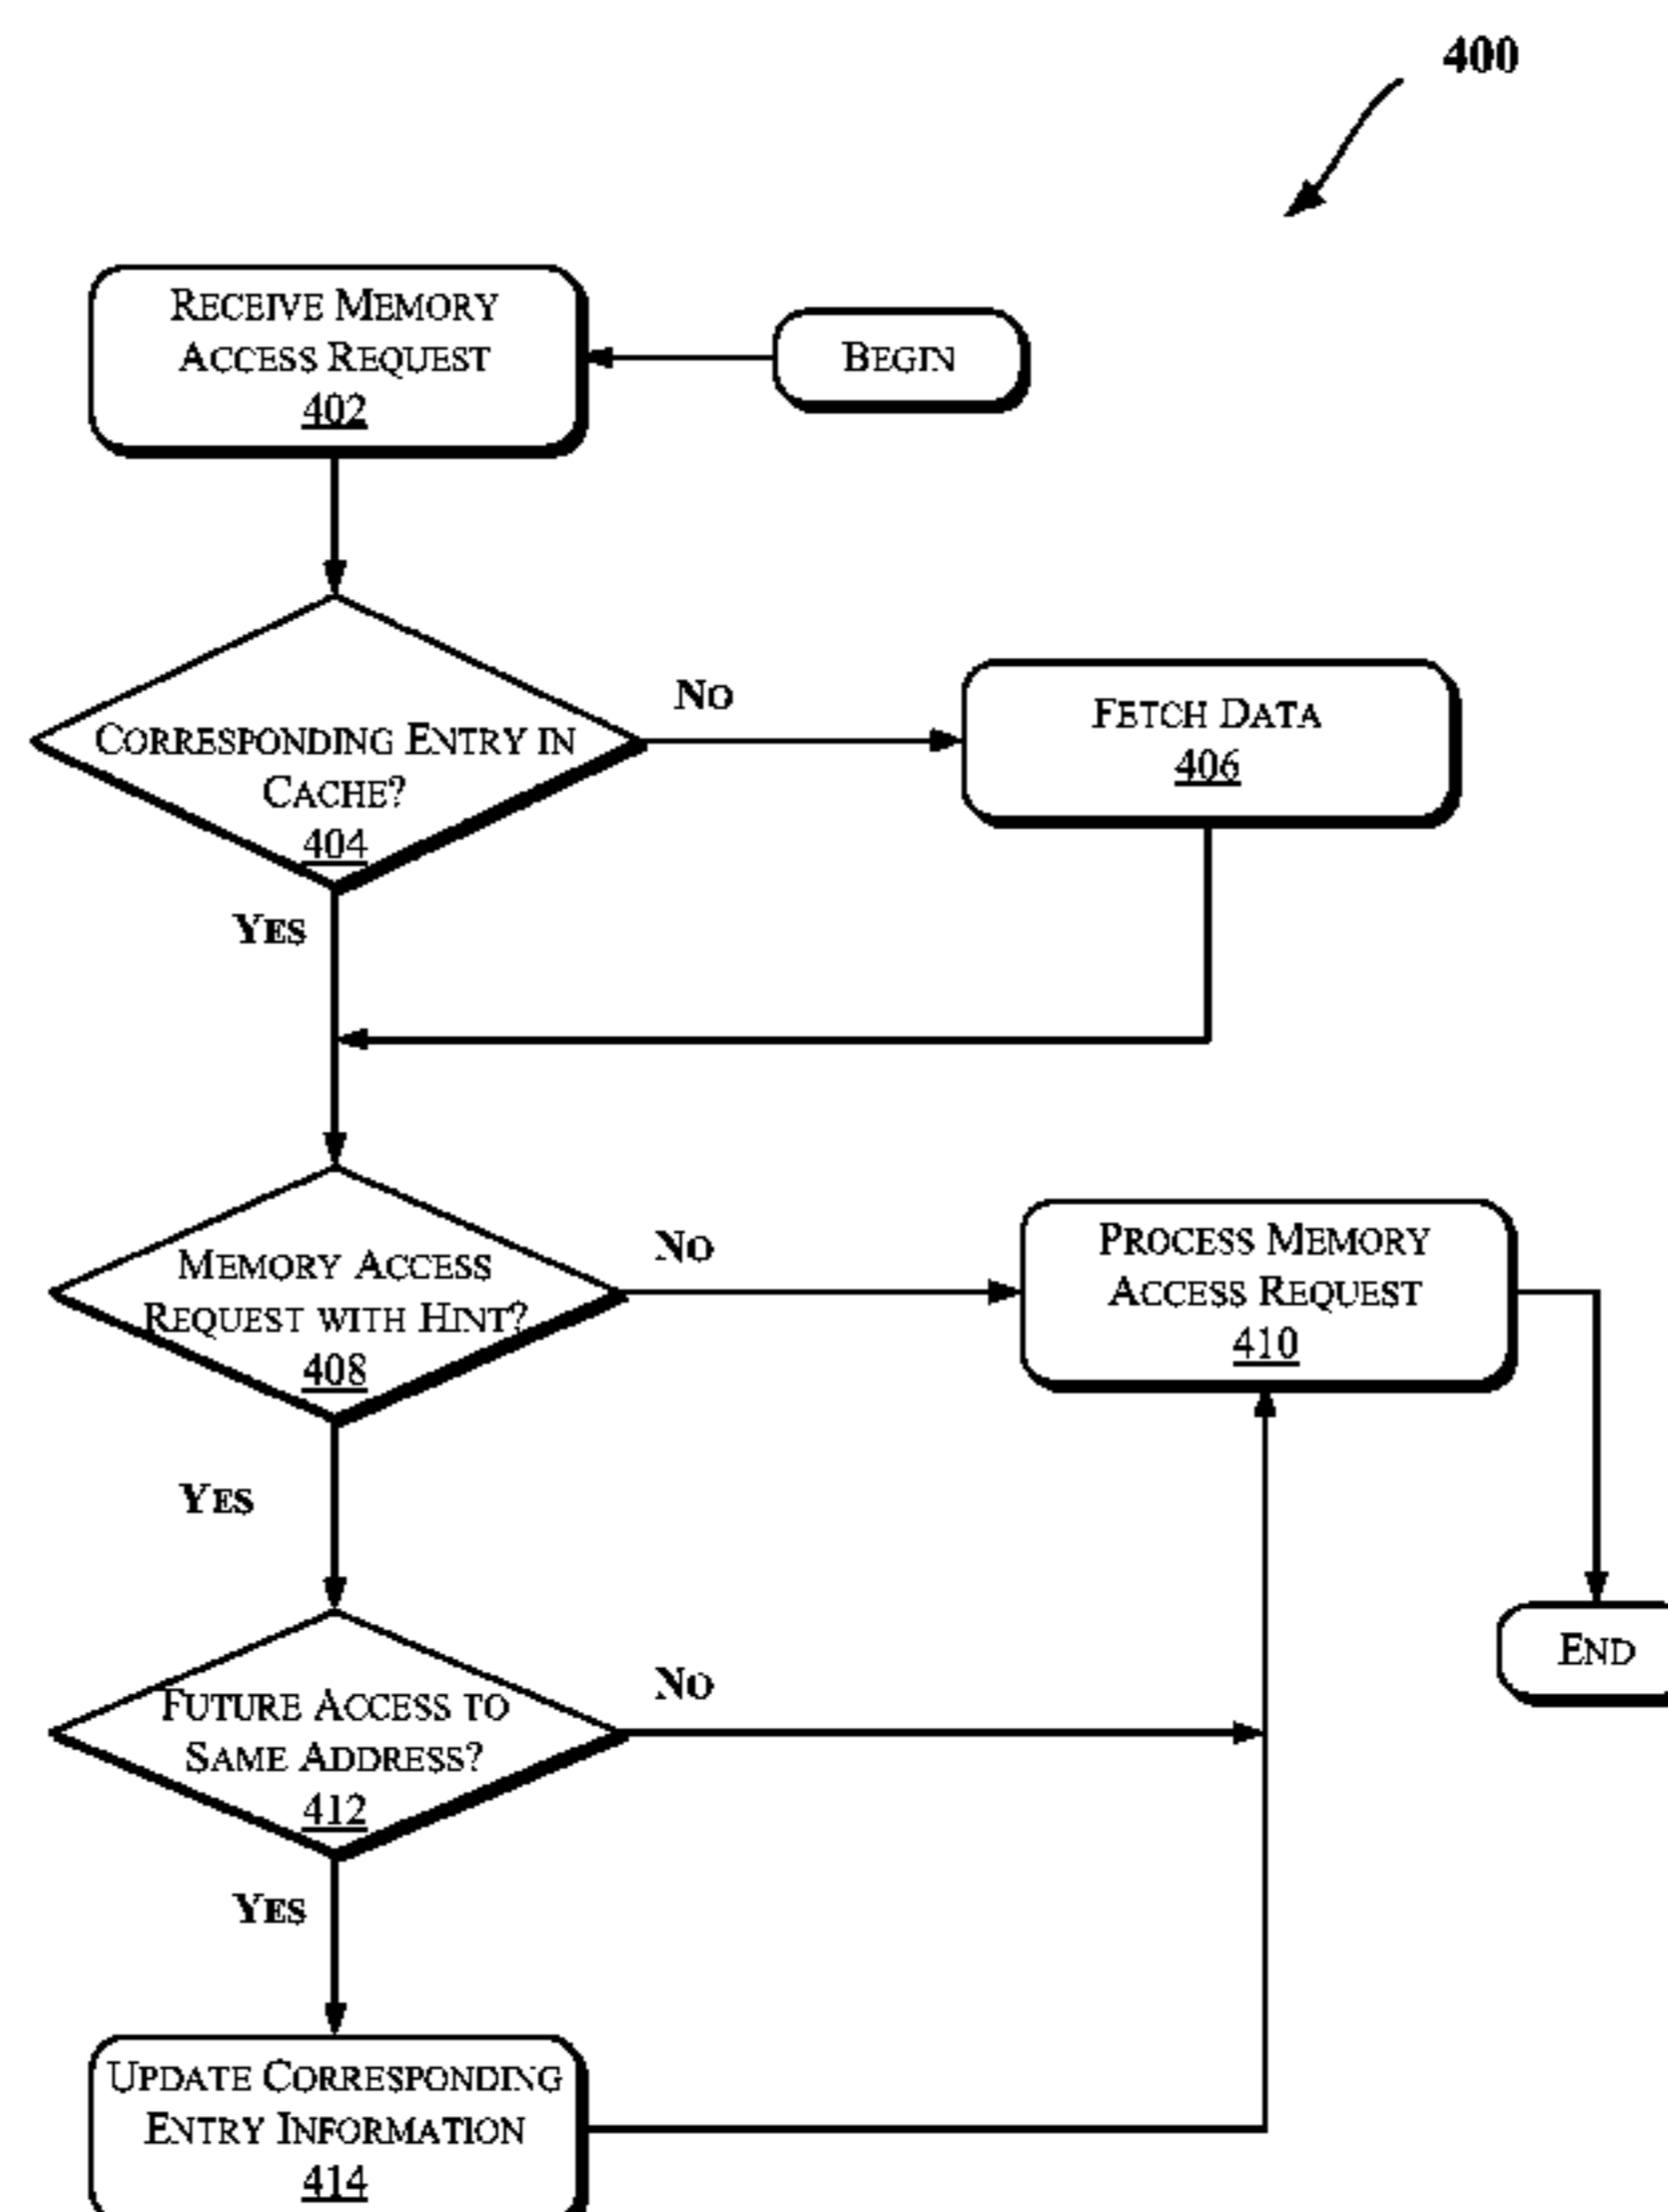 400
RECEIVE MEMORY
ACCESS REQUEST
402
BEGIN
CORRESPONDING ENTRY IN
CACHE?
404
NO
FETCH DATA
406
YES
MEMORY ACCESS
REQUEST WITH HINT?
408
NO
PROCESS MEMORY
ACCESS REQUEST
410
YES
FUTURE ACCESS TO
SAME ADDRESS?
412
NO
END
YES
UPDATE CORRESPONDING
ENTRY INFORMATION
414